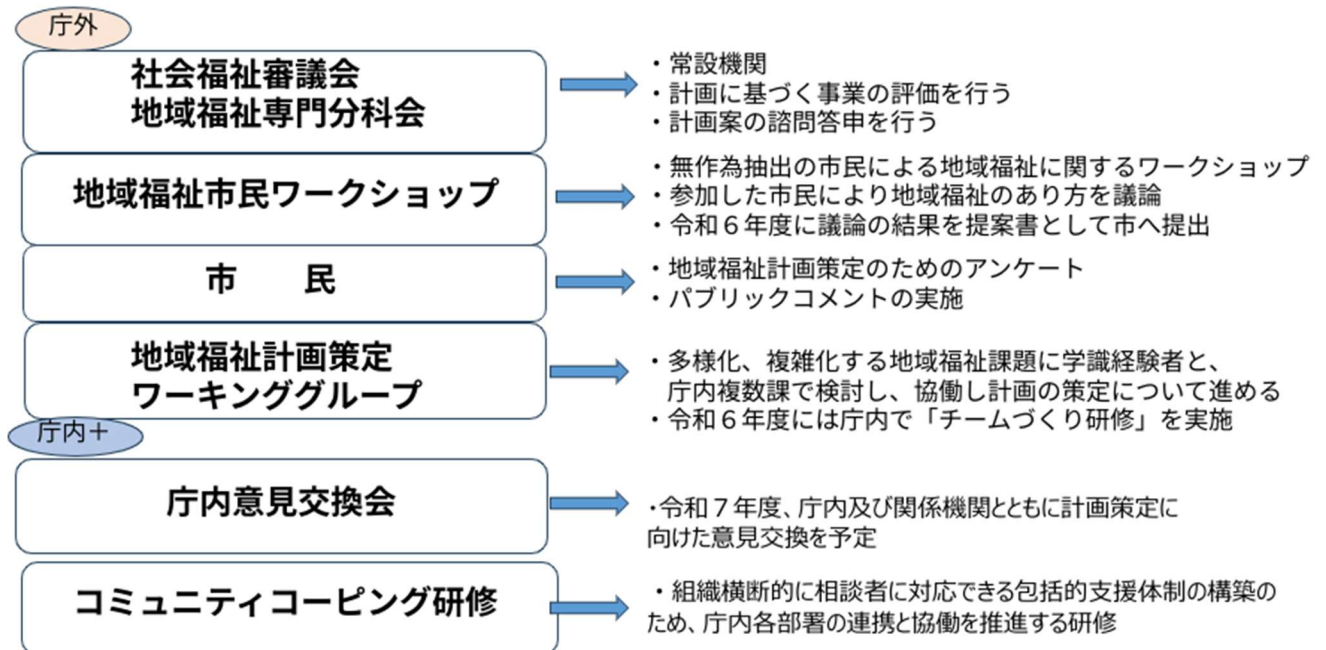 庁外
社会福祉審議会
地域福祉専門分科会
・常設機関
・計画に基づく事業の評価を行う
・計画案の諮問答申を行う
地域福祉市民ワークショップ
・無作為抽出の市民による地域福祉に関するワークショップ
・参加した市民により地域福祉のあり方を議論
・令和６年度に議論の結果を提案書として市へ提出
市　　民
・地域福祉計画策定のためのアンケート
・パブリックコメントの実施
地域福祉計画策定
ワーキンググループ
・多様化、複雑化する地域福祉課題に学識経験者と、
庁内複数課で検討し、協働し計画の策定について進める
・令和６年度には庁内で「チームづくり研修」を実施
庁内＋
庁内意見交換会
・令和７年度、庁内及び関係機関とともに計画策定に
向けた意見交換を予定
コミュニティコーピング研修
・組織横断的に相談者に対応できる包括的支援体制の構築の
ため、庁内各部署の連携と協働を推進する研修